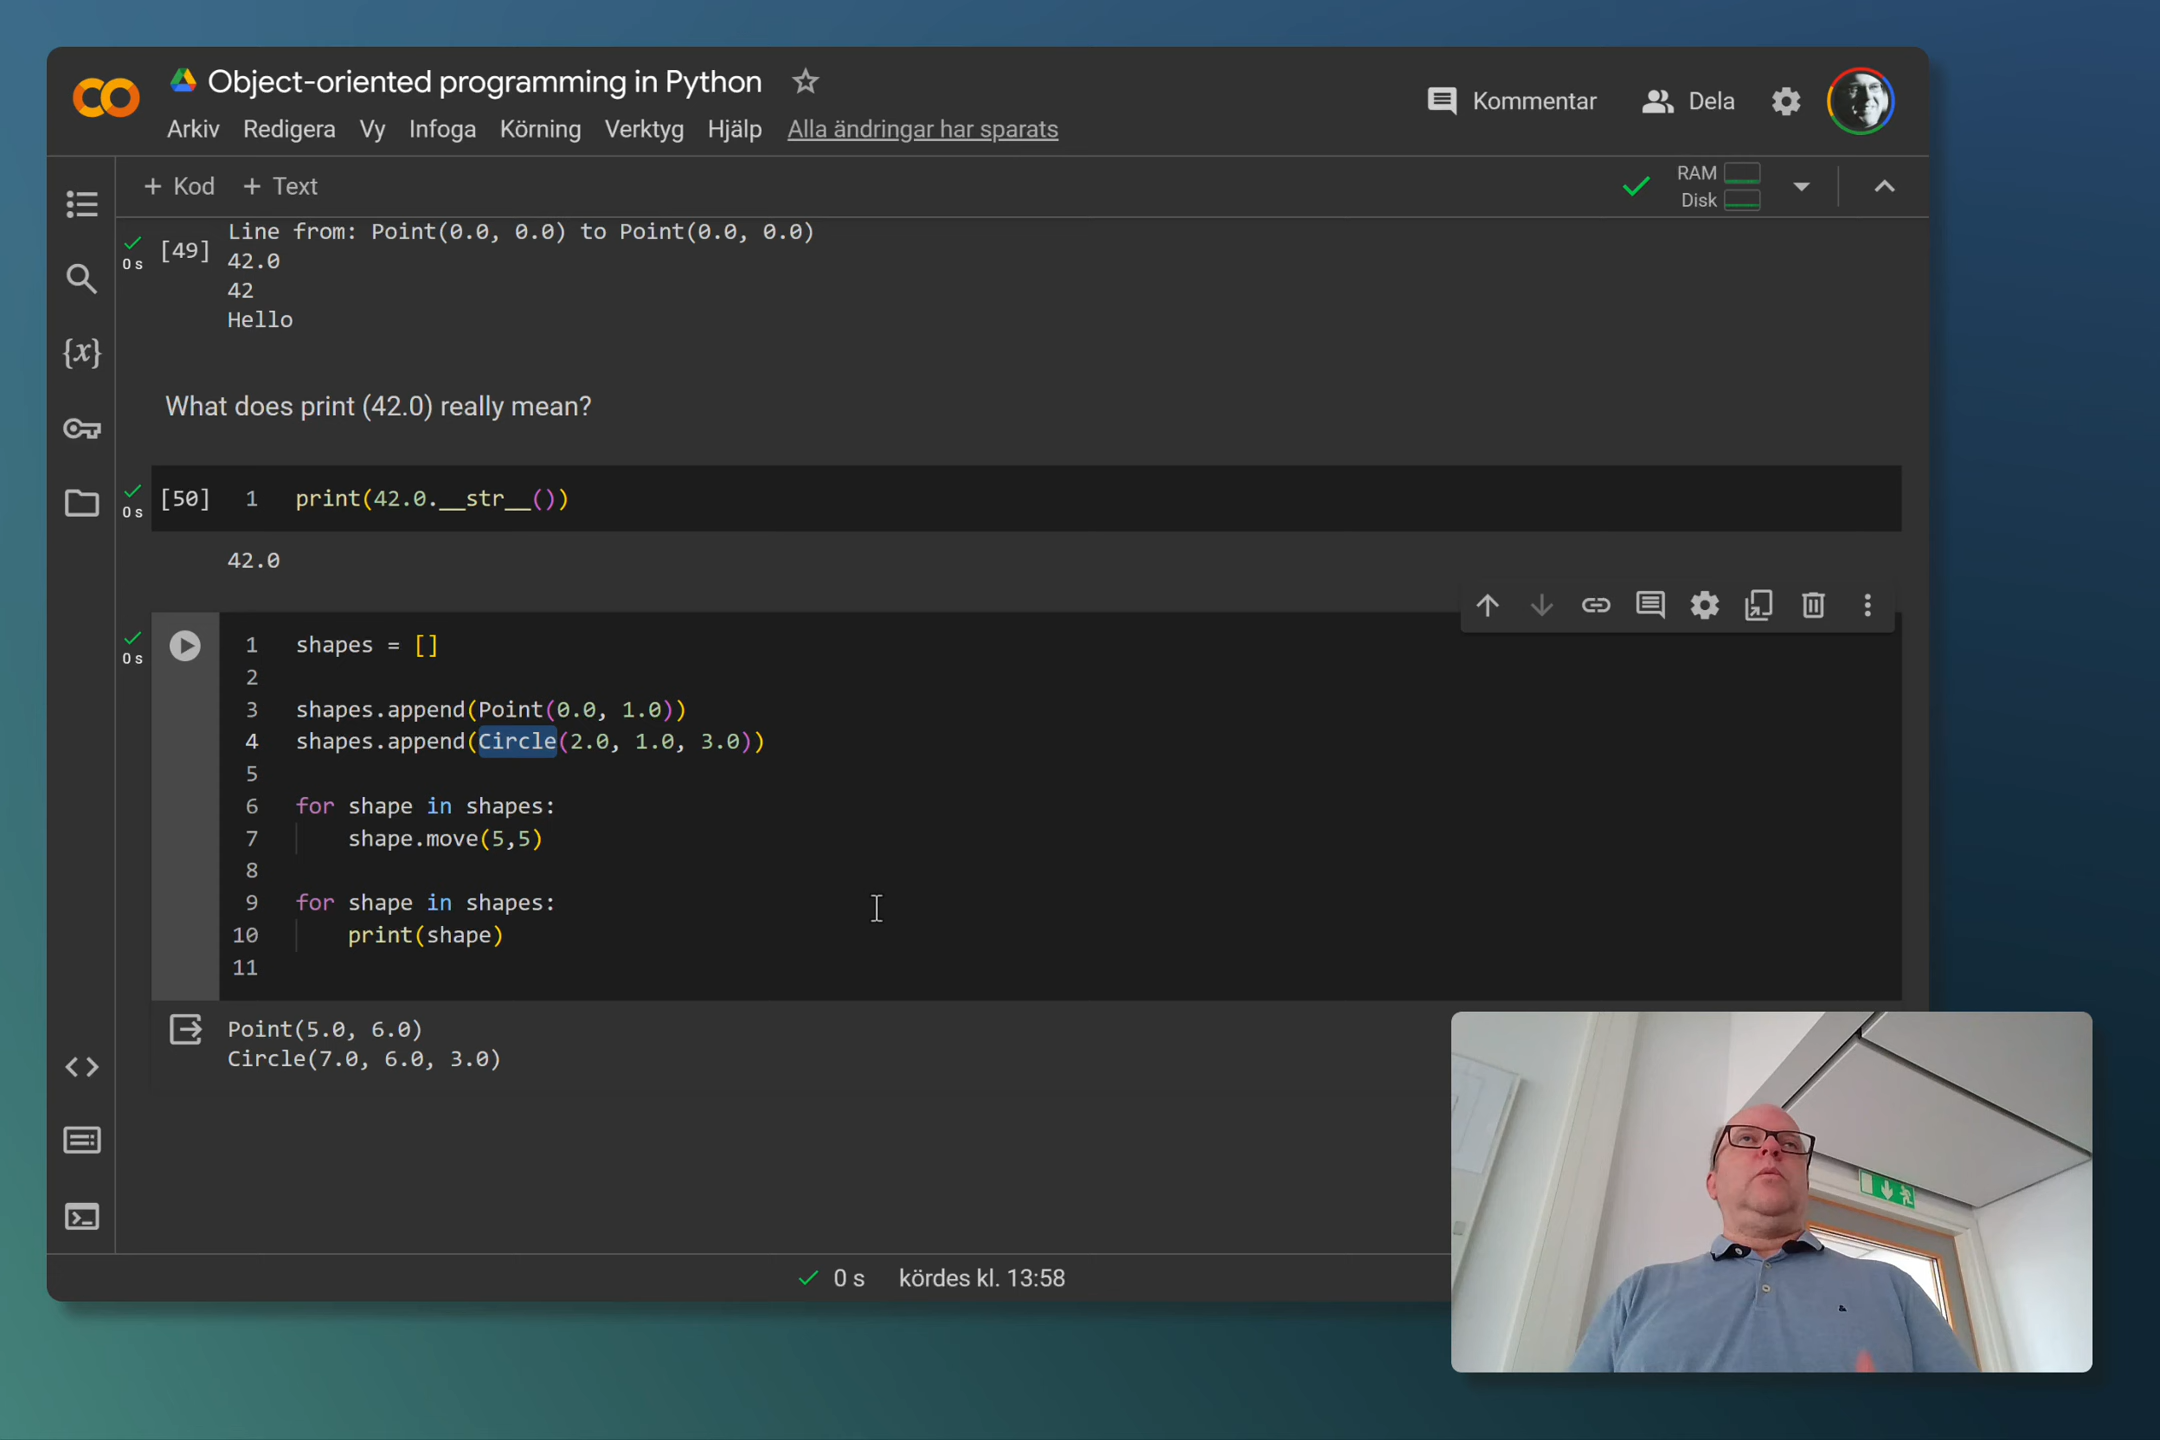 Object-oriented programming in Python
Kommentar
Dela
Arkiv Redigera Vy Infoga Körning Verktyg Hjälp Alla ändringar har sparats
+ Kod + Text
RAM
Disk
Line from: Point(0.0, 0.0) to Point(0.0, 0.0)
0 s
[49]
42.0
42
Hello
What does print (42.0) really mean?
0 s
[50]
1 print(42.0.__str__())
42.0
0 s
1 shapes = []
2
3 shapes.append(Point(0.0, 1.0))
4 shapes.append(Circle(2.0, 1.0, 3.0))
5
6 for shape in shapes:
7 shape.move(5,5)
8
9 for shape in shapes:
10 print(shape)
11
Point(5.0, 6.0)
Circle(7.0, 6.0, 3.0)
0 s kördes kl. 13:58